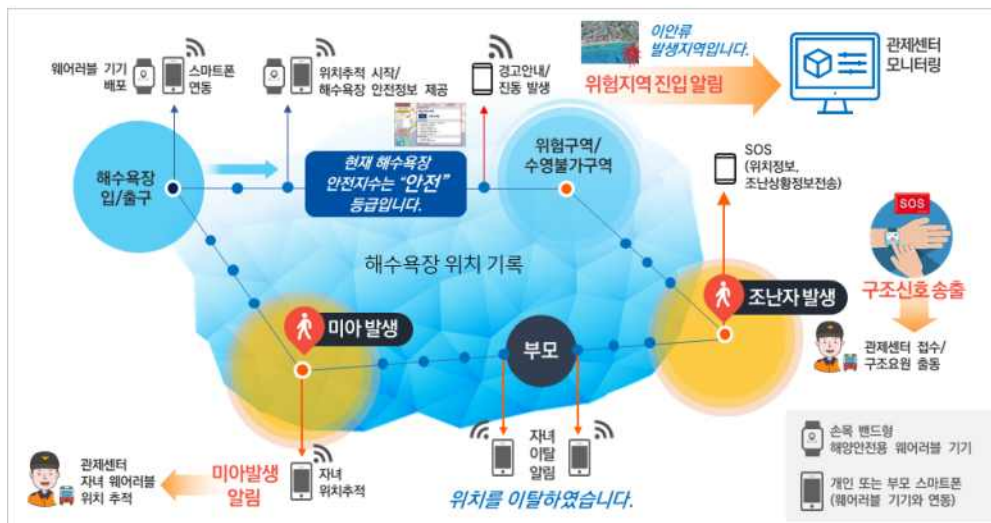 웨어러블 기기
배포
스마트폰
연동
위치추적 시작/
해수욕장 안전정보 제공
경고안내/
진동 발생
이안류
발생지역입니다.
위험지역 진입 알림
관제센터
모니터링
해수욕장
입/출구
현재 해수욕장
안전지수는 "안전"
등급입니다.
위험구역/
수영불가구역
SOS
(위치정보,
조난상황정보전송)
SOS
해수욕장 위치 기록
미아 발생
부모
조난자 발생
구조신호 송출
관제센터 접수/
구조요원 출동
관제센터
자녀 웨어러블
위치 추적
미아발생
알림
자녀
위치추적
자녀
이탈
알림
위치를 이탈하였습니다.
손목 밴드형
해양안전용 웨어러블 기기
개인 또는 부모 스마트폰
(웨어러블 기기와 연동)